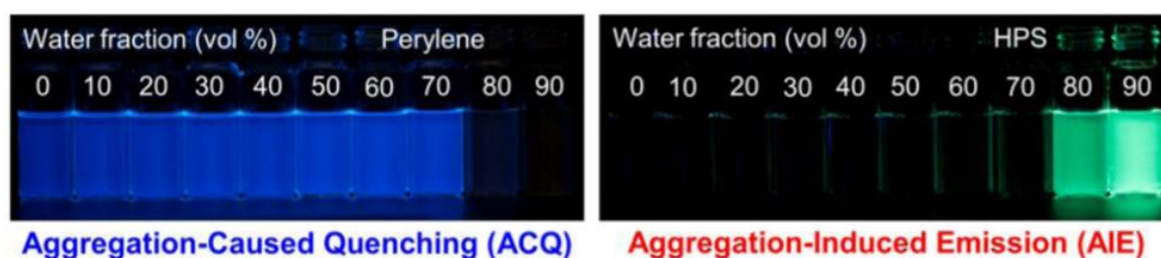 Water fraction (vol %) Perylene
0 10 20 30 40 50 60 70 80 90
Aggregation-Caused Quenching (ACQ)
Water fraction (vol %) HPS
0 10 20 30 40 50 60 70 80 90
Aggregation-Induced Emission (AIE)